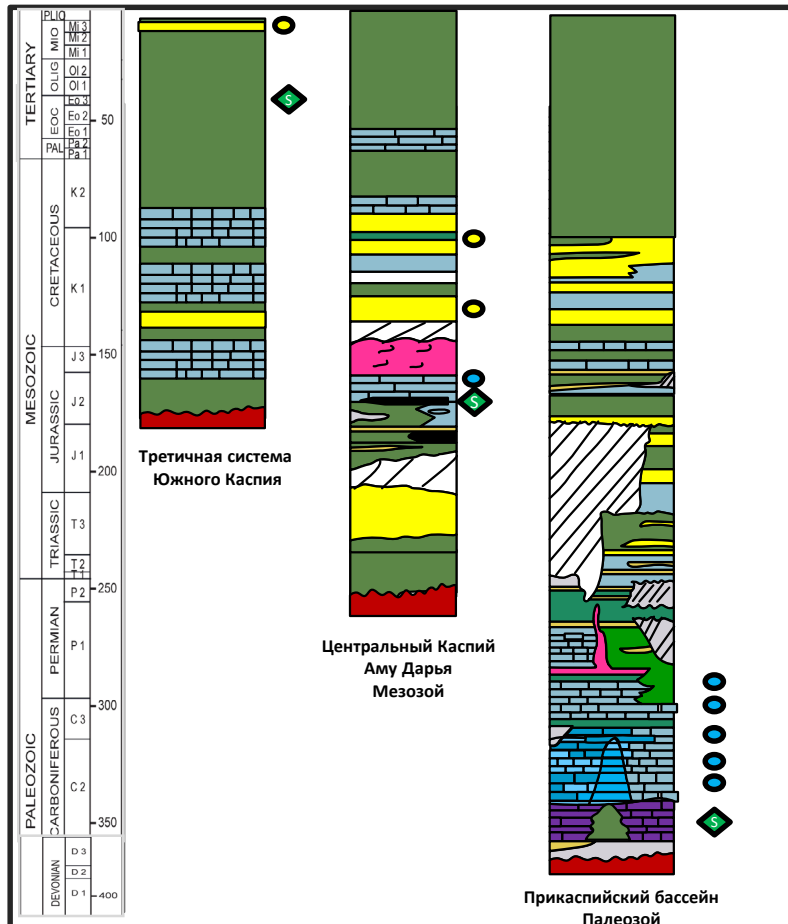 PLIO
TERTIARY
MIO
Mi 3
Mi 2
Mi 1
OLIG
Ol 2
Ol 1
EOC
Eo 3
Eo 2
Eo 1
PAL
Pa 2
Pa 1
50
S
MESOZOIC
CRETACEOUS
K 2
100
K 1
150
JURASSIC
J 3
J 2
J 1
S
200
TRIASSIC
T 3
T 2
T 1
250
PALEOZOIC
PERMIAN
P 2
P 1
300
CARBONIFEROUS
C 3
C 2
350
S
DEVONIAN
D 3
D 2
D 1
400
Третичная система
Южного Каспия
Центральный Каспий
Аму Дарья
Мезозой
Прикаспийский бассейн
Палеозой